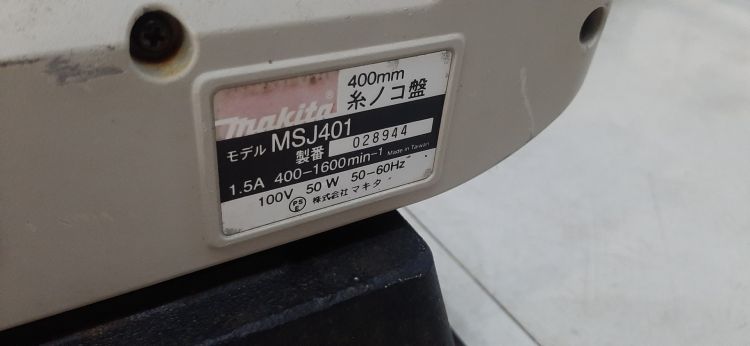 makita®
400mm
糸ノコ盤
モデル MSJ401
製番 028944
1.5A 400-1600min-1 Made in Taiwan
100V 50W 50-60Hz
PSE 株式会社 マキタ